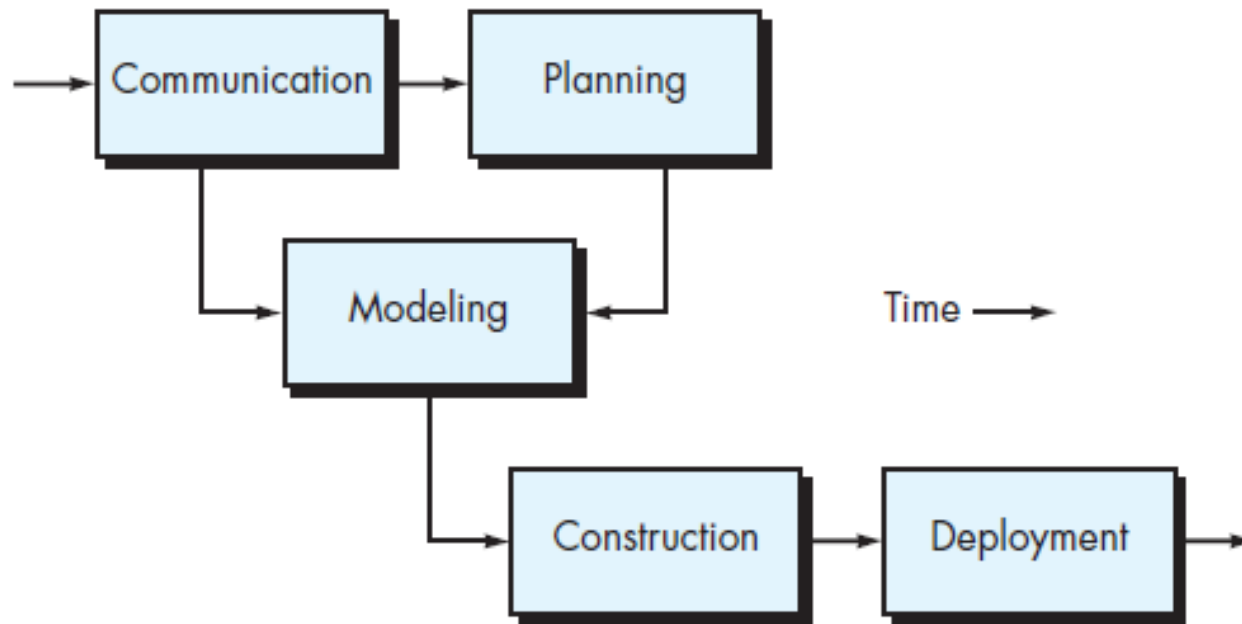 Communication
Planning
Modeling
Time
Construction
Deployment